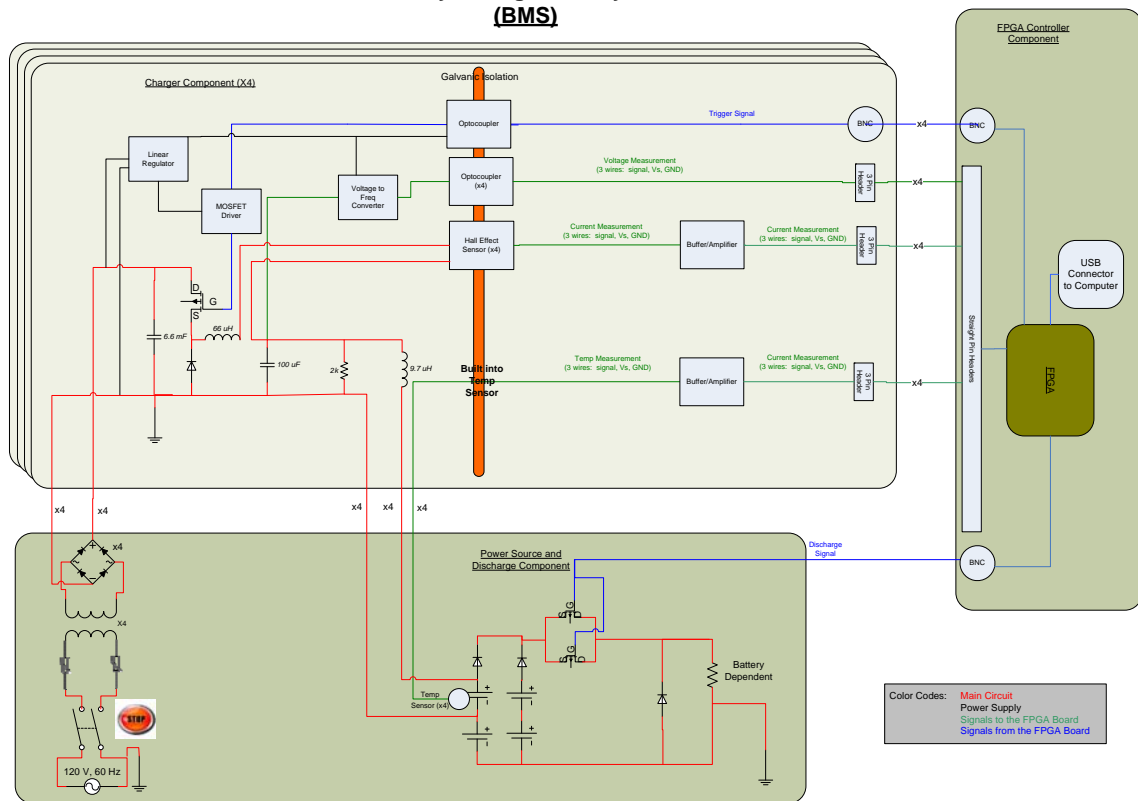 (BMS)
FPGA Controller
Component
Charger Component (X4)
Galvanic Isolation
Optocoupler
Trigger Signal
BNC
x4
BNC
Linear
Regulator
Voltage Measurement
(3 wires: signal, Vs, GND)
Optocoupler
(x4)
3 Pin
Header
x4
Voltage to
Freq
Converter
MOSFET
Driver
Hall Effect
Sensor (x4)
Current Measurement
(3 wires: signal, Vs, GND)
Buffer/Amplifier
Current Measurement
(3 wires: signal, Vs, GND)
3 Pin
Header
x4
USB
Connector
to Computer
D
G
S
66 uH
6.6 mF
100 uF
2k
9.7 uH
Built into
Temp
Sensor
Temp Measurement
(3 wires: signal, Vs, GND)
Buffer/Amplifier
Current Measurement
(3 wires: signal, Vs, GND)
3 Pin
Header
x4
Straight Pin Headers
FPGA
x4
x4
x4
x4
x4
x4
Power Source and
Discharge Component
Discharge
Signal
BNC
X4
S
G
D
S
G
D
Temp
Sensor (x4)
+
-
+
-
+
-
+
-
Battery
Dependent
STOP
120 V, 60 Hz
Color Codes:
Main Circuit
Power Supply
Signals to the FPGA Board
Signals from the FPGA Board